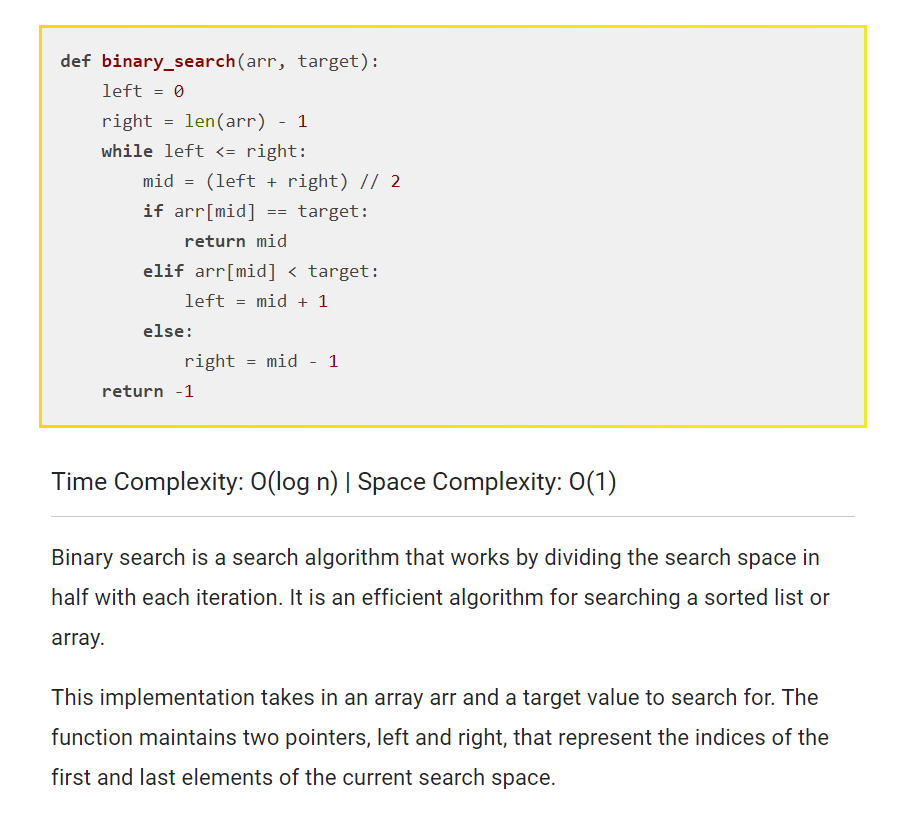 def binary_search(arr, target):
    left = 0
    right = len(arr) - 1
    while left <= right:
        mid = (left + right) // 2
        if arr[mid] == target:
            return mid
        elif arr[mid] < target:
            left = mid + 1
        else:
            right = mid - 1
    return -1
Time Complexity: O(log n) | Space Complexity: O(1)
Binary search is a search algorithm that works by dividing the search space in
half with each iteration. It is an efficient algorithm for searching a sorted list or
array.
This implementation takes in an array arr and a target value to search for. The
function maintains two pointers, left and right, that represent the indices of the
first and last elements of the current search space.